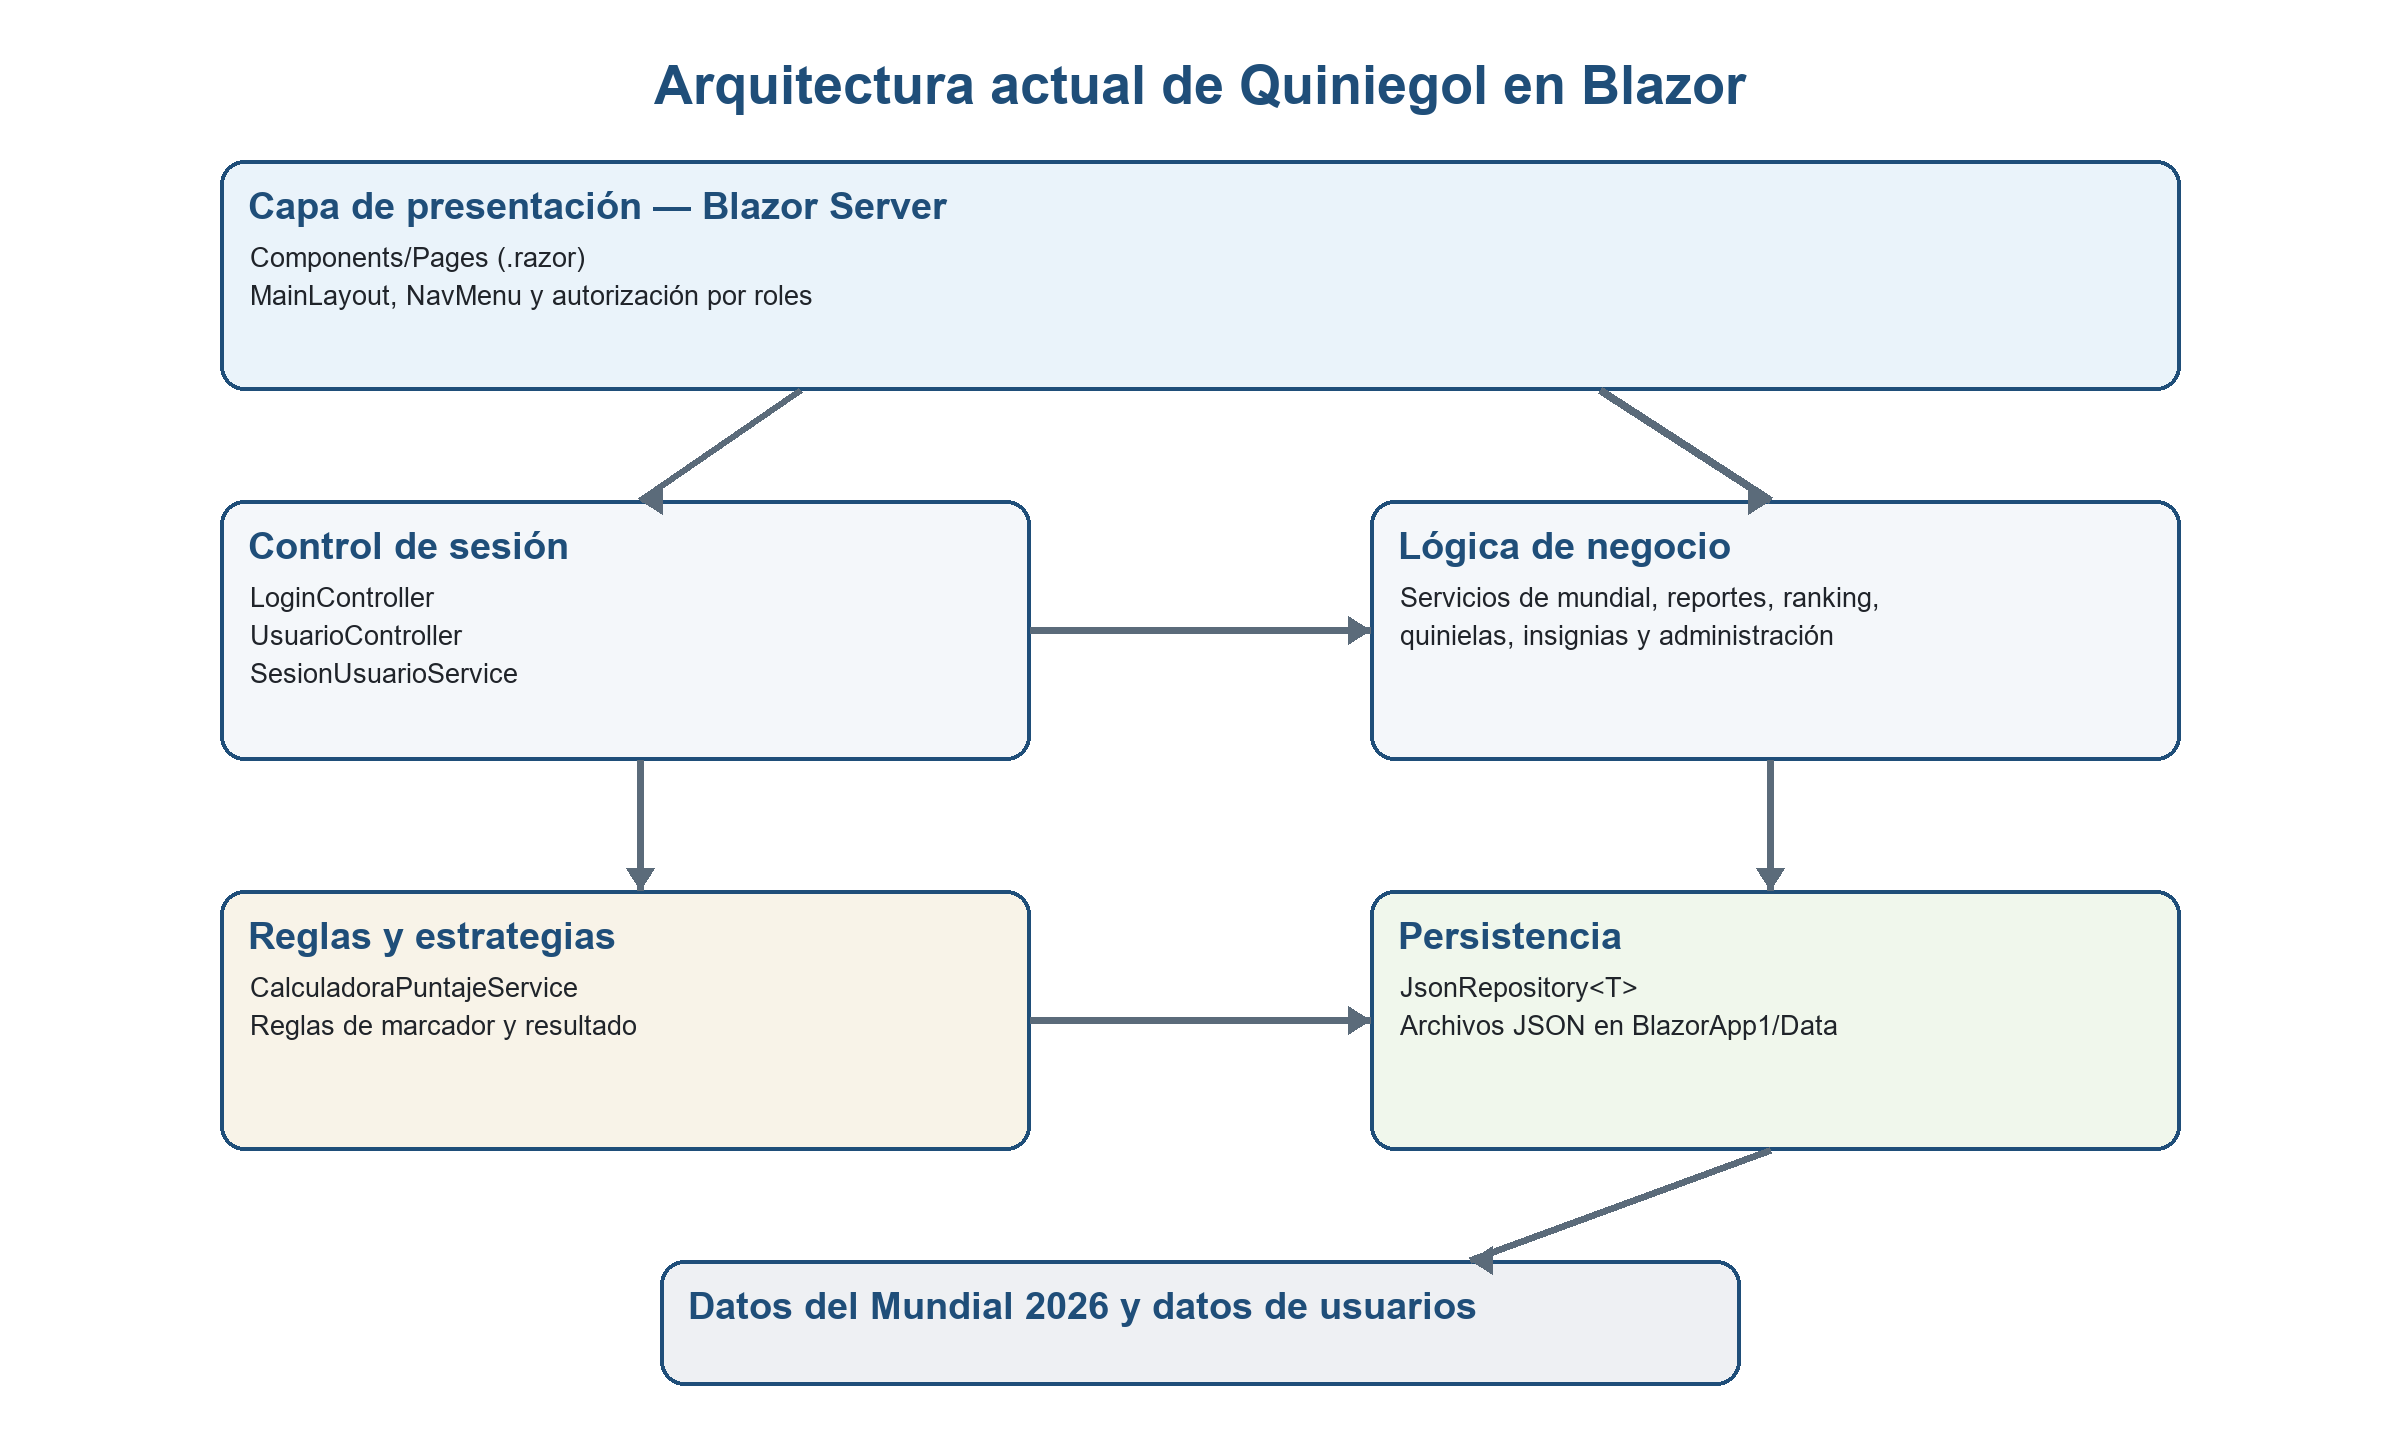 Arquitectura actual de Quiniegol en Blazor
Capa de presentación — Blazor Server
Components/Pages (.razor)
MainLayout, NavMenu y autorización por roles
Control de sesión
LoginController
UsuarioController
SesionUsuarioService
Lógica de negocio
Servicios de mundial, reportes, ranking,
quinielas, insignias y administración
Reglas y estrategias
CalculadoraPuntajeService
Reglas de marcador y resultado
Persistencia
JsonRepository<T>
Archivos JSON en BlazorApp1/Data
Datos del Mundial 2026 y datos de usuarios